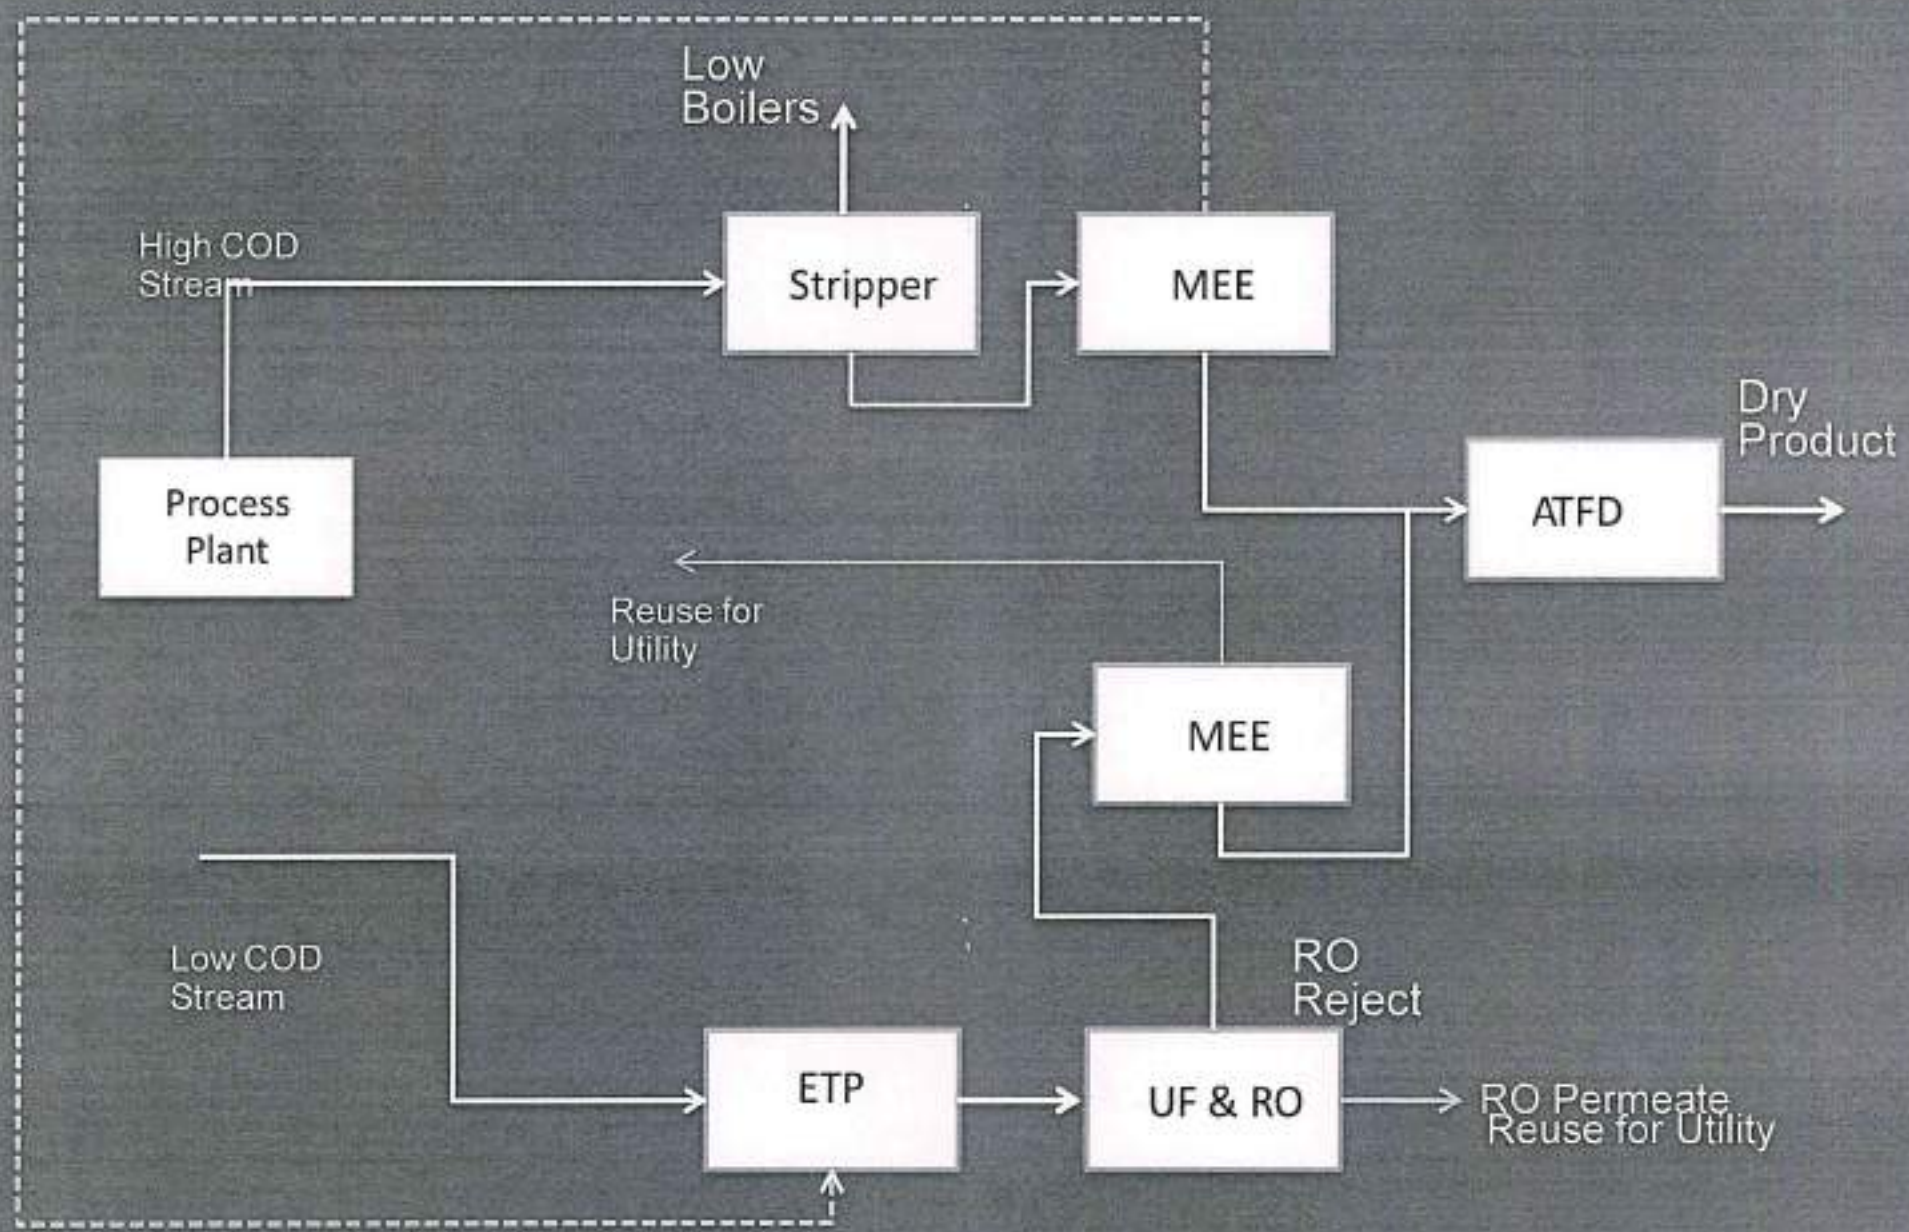 Low
Boilers
High COD
Stream
Stripper
MEE
Dry
Product
Process
Plant
ATFD
Reuse for
Utility
MEE
Low COD
Stream
RO
Reject
ETP
UF & RO
RO Permeate
Reuse for Utility